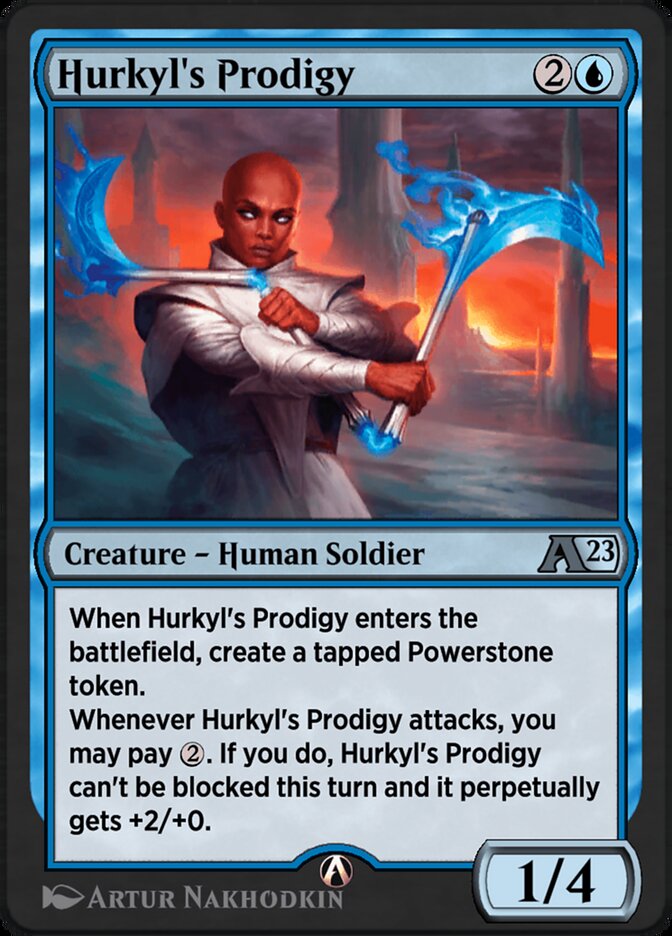 Hurkyl's Prodigy 2
Creature – Human Soldier A23
When Hurkyl's Prodigy enters the
battlefield, create a tapped Powerstone
token.
Whenever Hurkyl's Prodigy attacks, you
may pay 2. If you do, Hurkyl's Prodigy
can't be blocked this turn and it perpetually
gets +2/+0.
1/4
Artur Nakhodkin